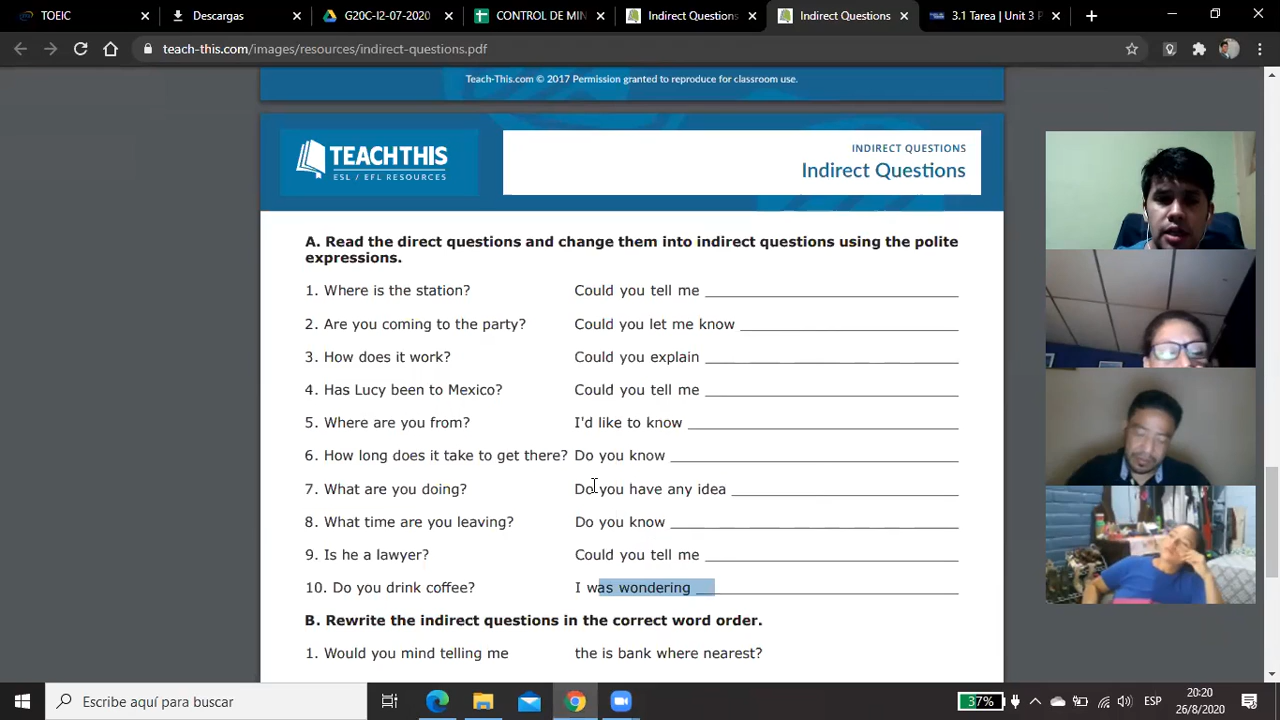 TOEIC
Descargas
G20O-I2-07-2020
CONTROL DE MIN
Indirect Questions
Indirect Questions
3.1 Tarea | Unit 3 P
teach-this.com/images/resources/indirect-questions.pdf
Teach-This.com © 2017 Permission granted to reproduce for classroom use.
TEACHTHIS
ESL / EFL RESOURCES
INDIRECT QUESTIONS
Indirect Questions
A. Read the direct questions and change them into indirect questions using the polite
expressions.
1. Where is the station? Could you tell me
2. Are you coming to the party? Could you let me know
3. How does it work? Could you explain
4. Has Lucy been to Mexico? Could you tell me
5. Where are you from? I'd like to know
6. How long does it take to get there? Do you know
7. What are you doing? Do you have any idea
8. What time are you leaving? Do you know
9. Is he a lawyer? Could you tell me
10. Do you drink coffee? I was wondering
B. Rewrite the indirect questions in the correct word order.
1. Would you mind telling me the is bank where nearest?
Escribe aquí para buscar
37%
ESP
20:20
26/8/2020